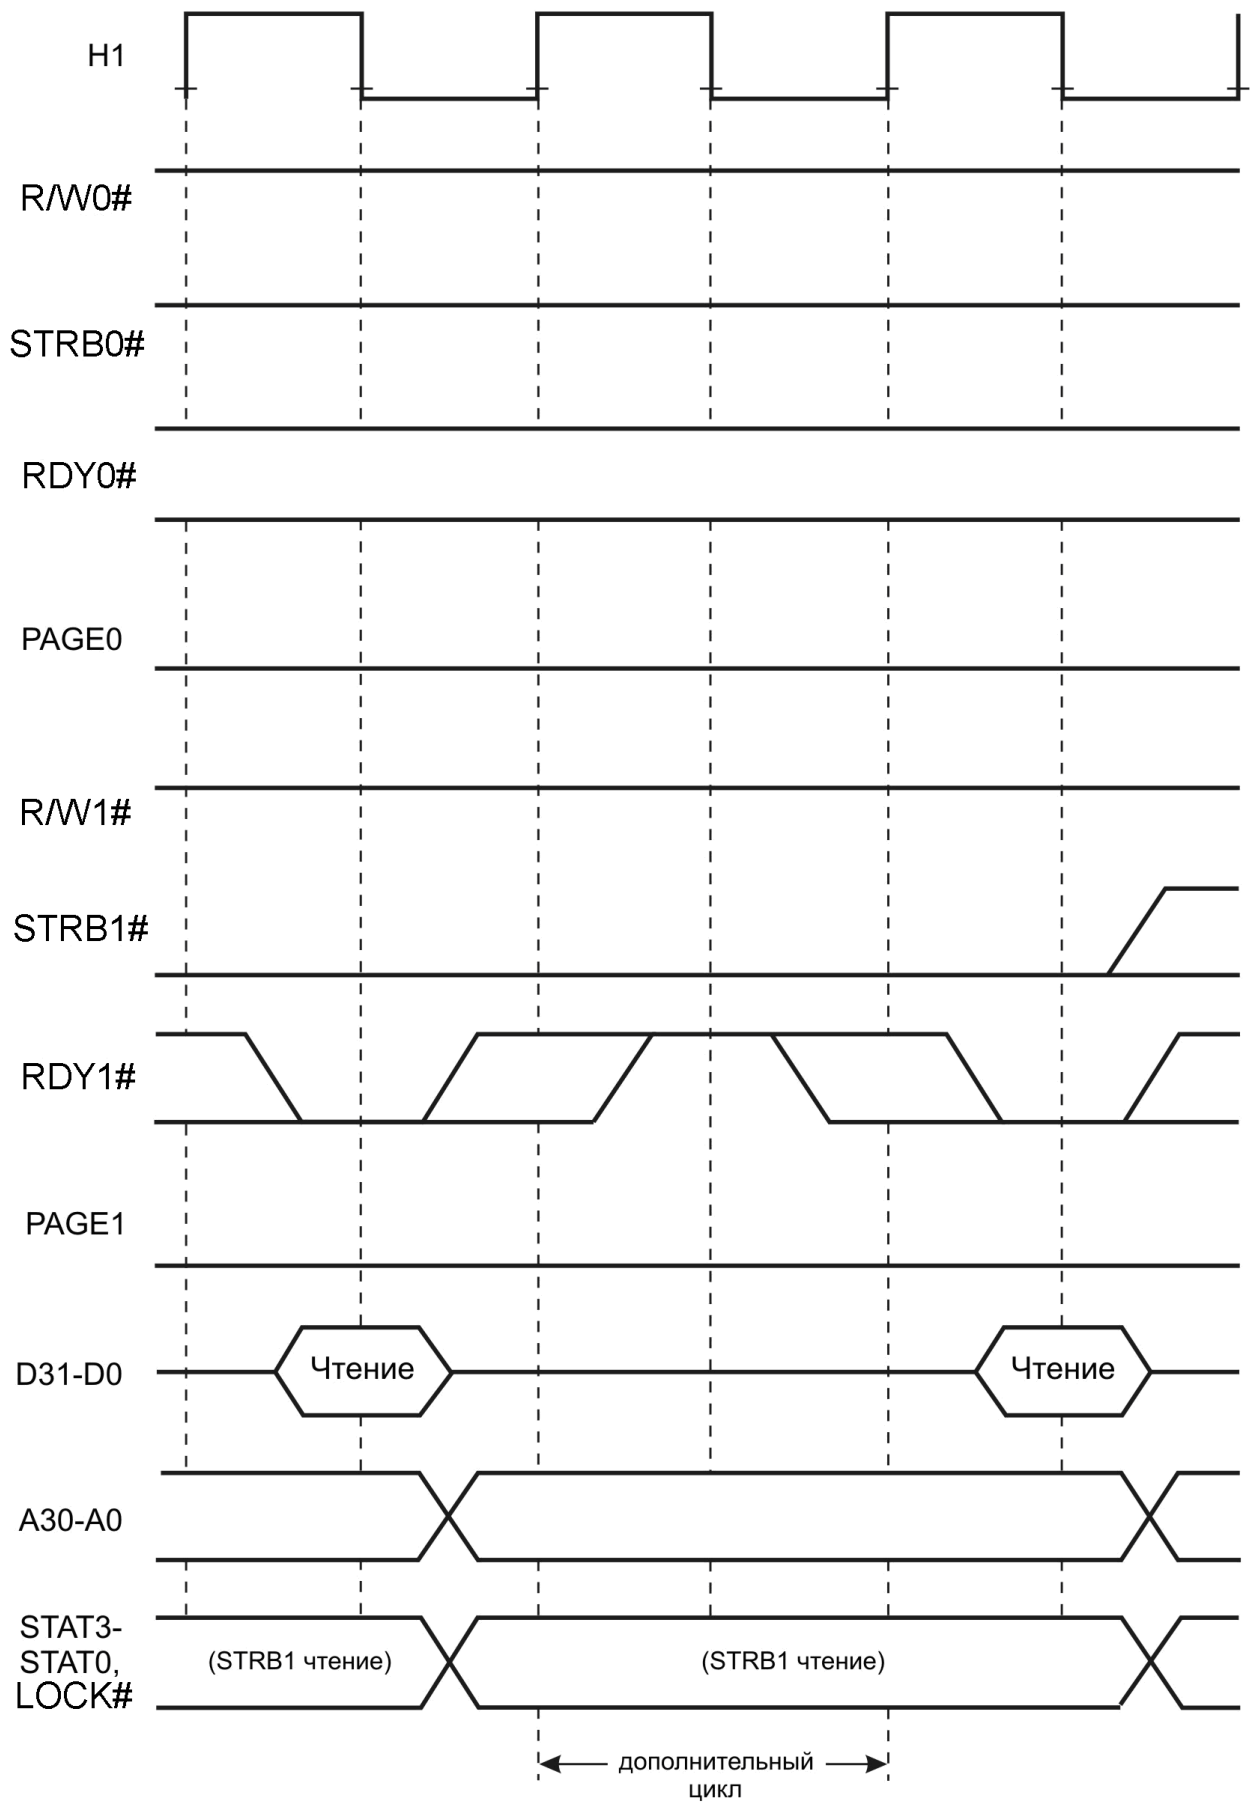 H1
R/W0#
STRB0#
RDY0#
PAGE0
R/W1#
STRB1#
RDY1#
PAGE1
D31-D0
Чтение
Чтение
A30-A0
STAT3-
STAT0,
LOCK#
(STRB1 чтение)
(STRB1 чтение)
дополнительный
цикл